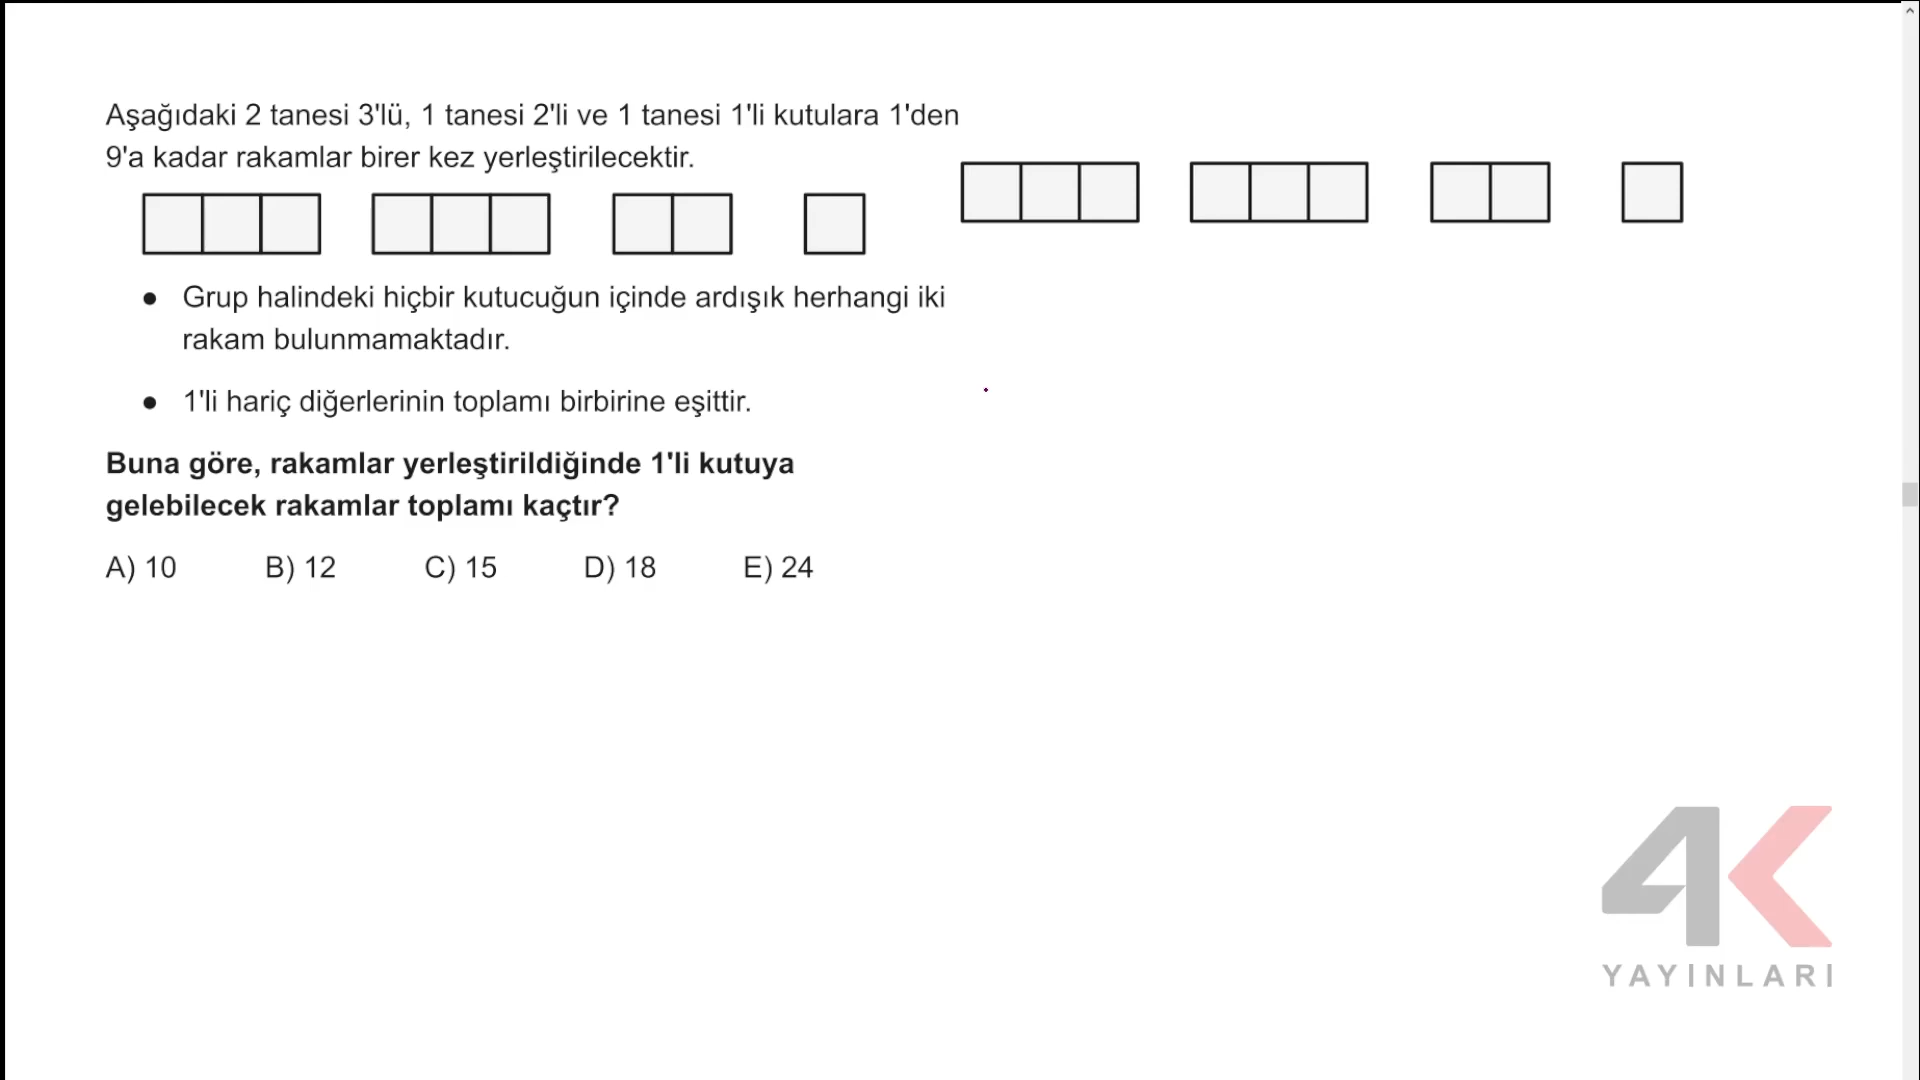 Aşağıdaki 2 tanesi 3'lü, 1 tanesi 2'li ve 1 tanesi 1'li kutulara 1'den
9'a kadar rakamlar birer kez yerleştirilecektir.
● Grup halindeki hiçbir kutucuğun içinde ardışık herhangi iki
rakam bulunmamaktadır.
● 1'li hariç diğerlerinin toplamı birbirine eşittir.
Buna göre, rakamlar yerleştirildiğinde 1'li kutuya
gelebilecek rakamlar toplamı kaçtır?
A) 10 B) 12 C) 15 D) 18 E) 24
4K
YAYINLARI